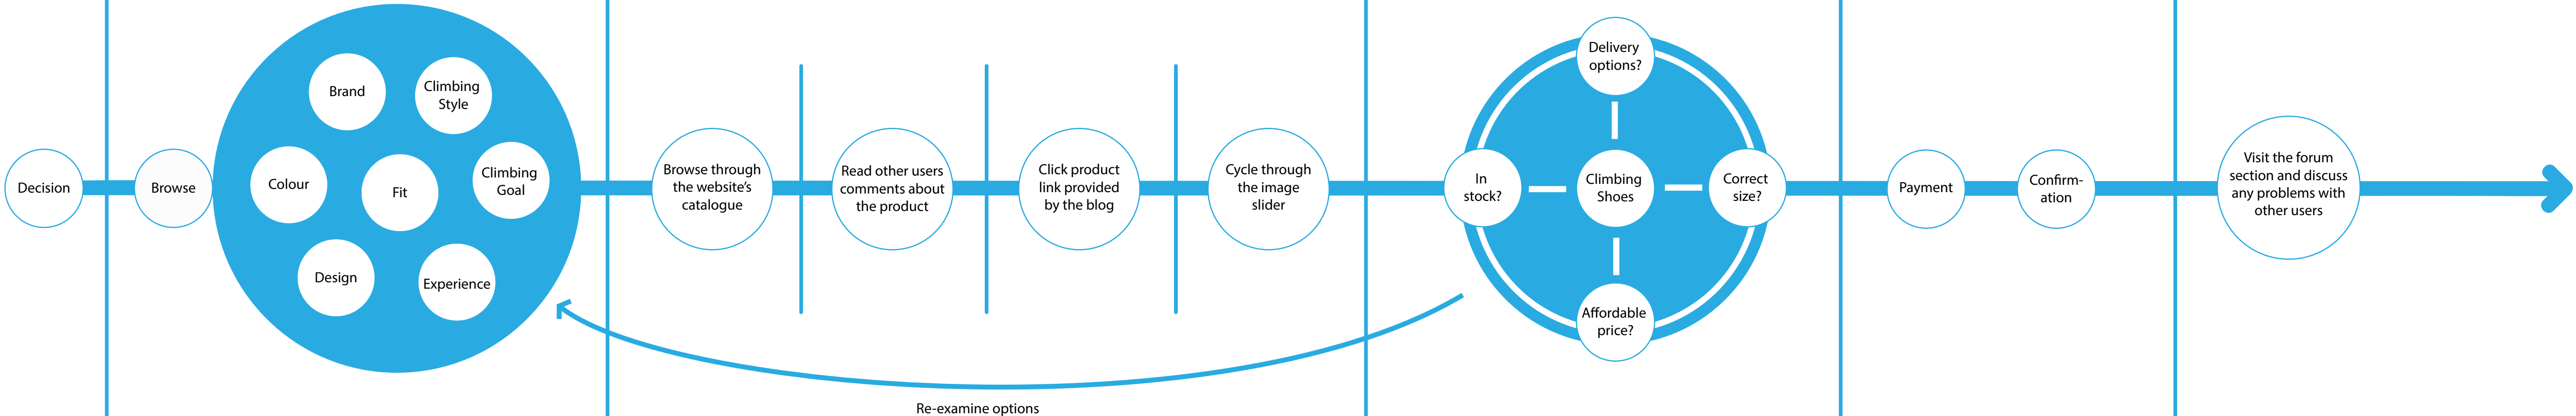 Decision
Browse
Brand
Climbing
Style
Colour
Fit
Climbing
Goal
Design
Experience
Browse through
the website's
catalogue
Read other users
comments about
the product
Click product
link provided
by the blog
Cycle through
the image
slider
Re-examine options
Delivery
options?
In
stock?
Climbing
Shoes
Correct
size?
Affordable
price?
Payment
Confirm-
ation
Visit the forum
section and discuss
any problems with
other users